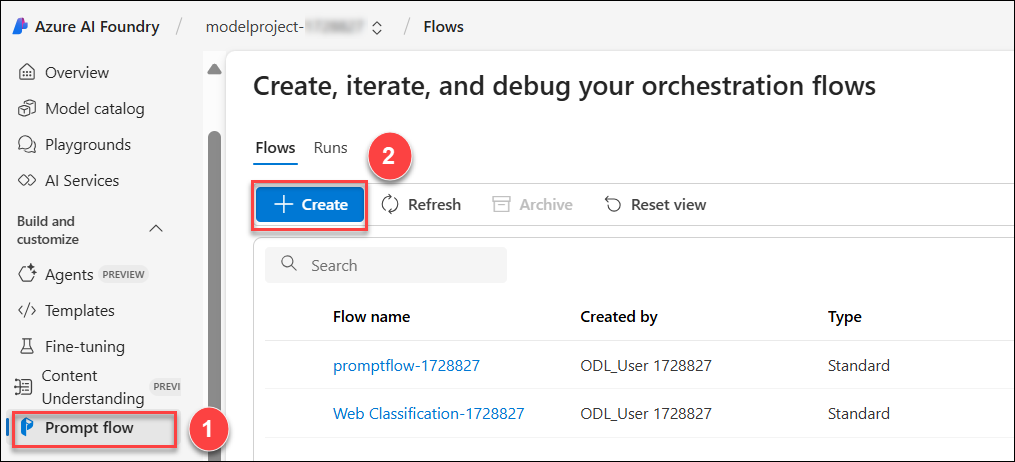 Azure AI Foundry / modelproject- / Flows
Overview
Model catalog
Playgrounds
AI Services
Build and
customize
Agents PREVIEW
Templates
Fine-tuning
Content
Understanding PREVI
Prompt flow
1
Create, iterate, and debug your orchestration flows
Flows Runs
2
+ Create Refresh Archive Reset view
Search
Flow name Created by Type
promptflow-1728827 ODL_User 1728827 Standard
Web Classification-1728827 ODL_User 1728827 Standard